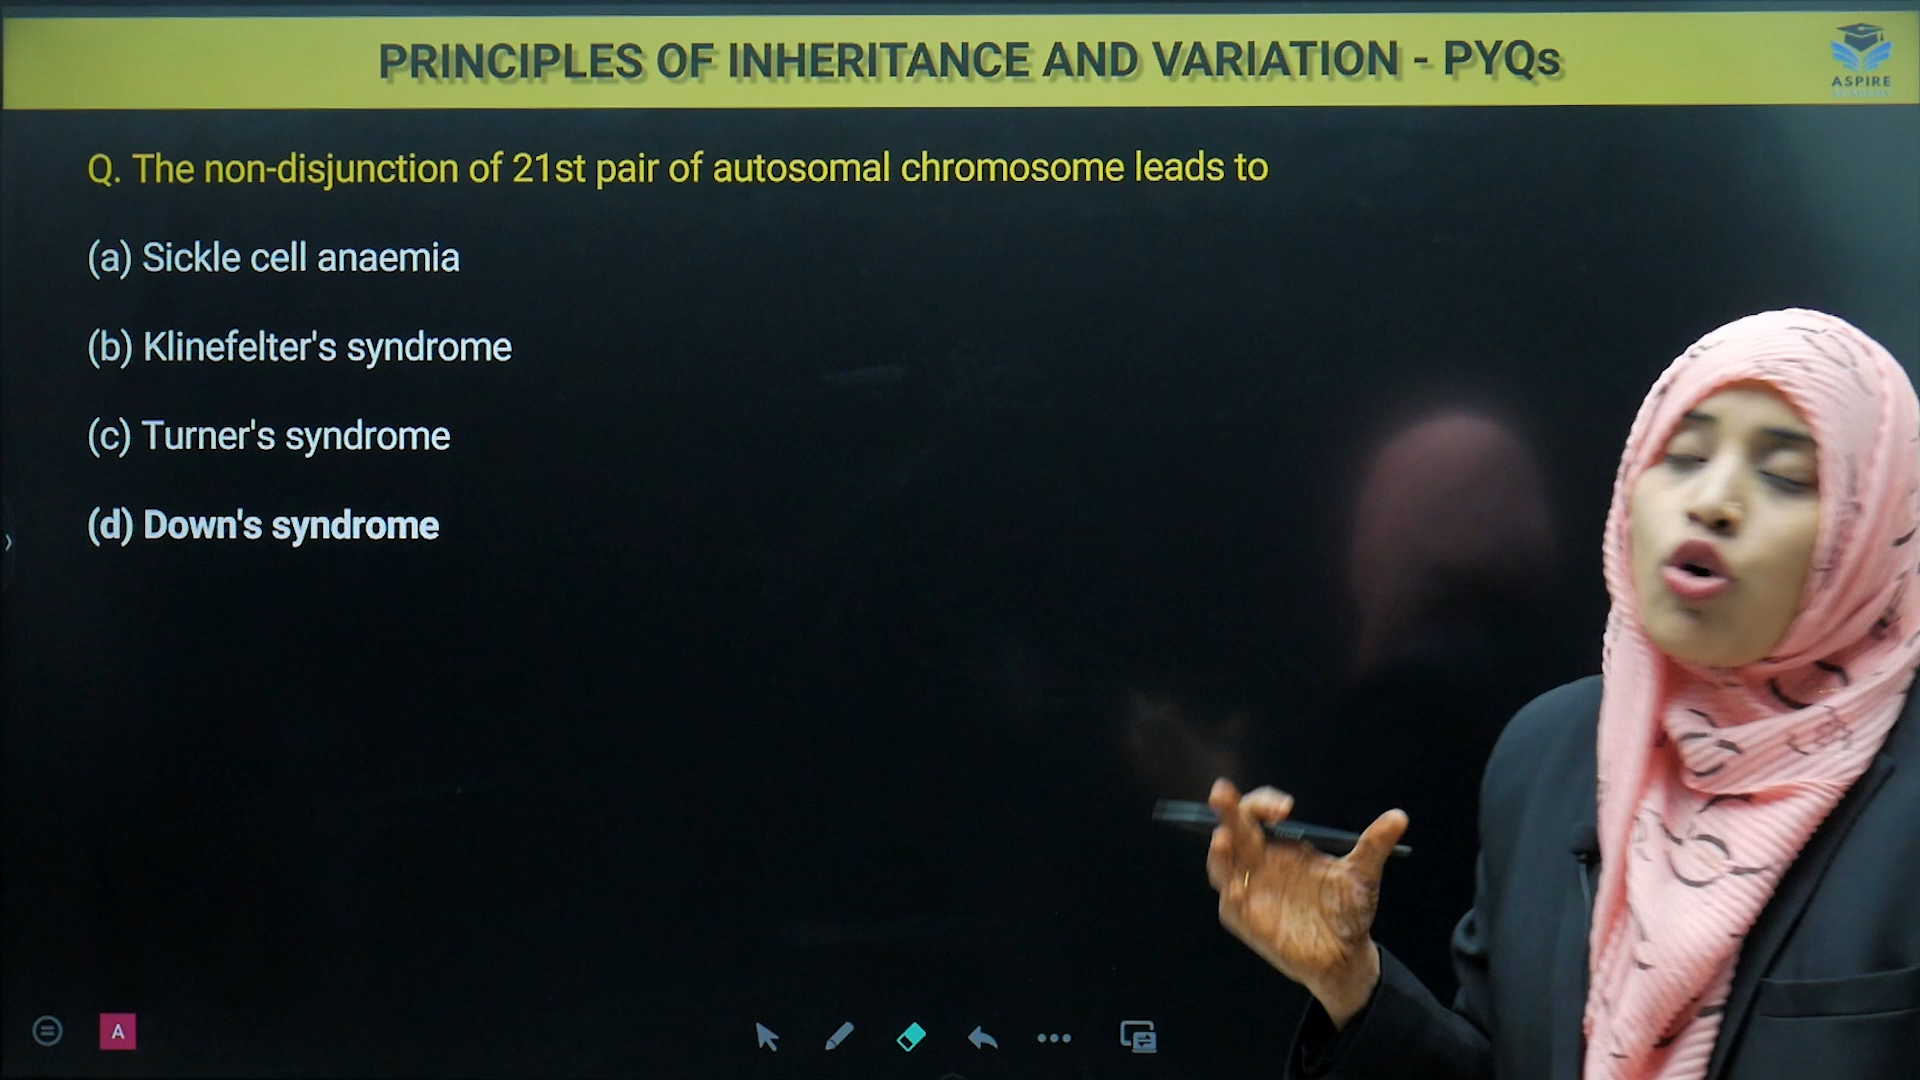 PRINCIPLES OF INHERITANCE AND VARIATION - PYQs
ASPIRE
Q. The non-disjunction of 21st pair of autosomal chromosome leads to
(a) Sickle cell anaemia
(b) Klinefelter's syndrome
(c) Turner's syndrome
(d) Down's syndrome
A